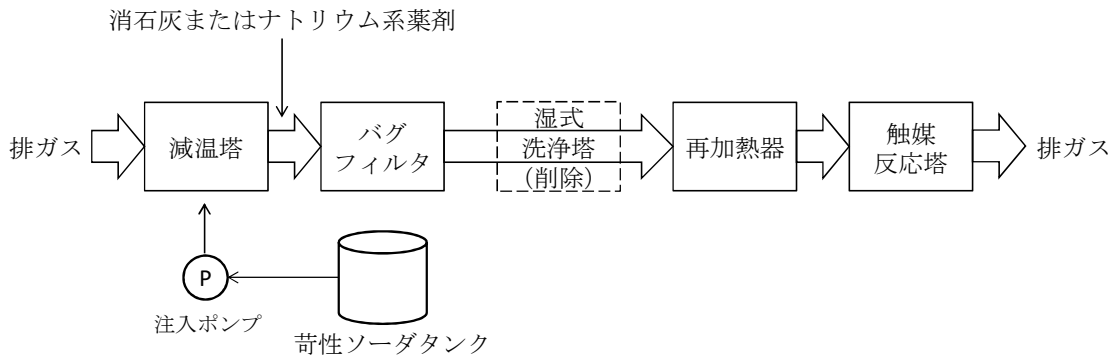 消石灰またはナトリウム系薬剤
排ガス
減温塔
バグ
フィルタ
湿式
洗浄塔
(削除)
再加熱器
触媒
反応塔
排ガス
P
注入ポンプ
苛性ソーダタンク